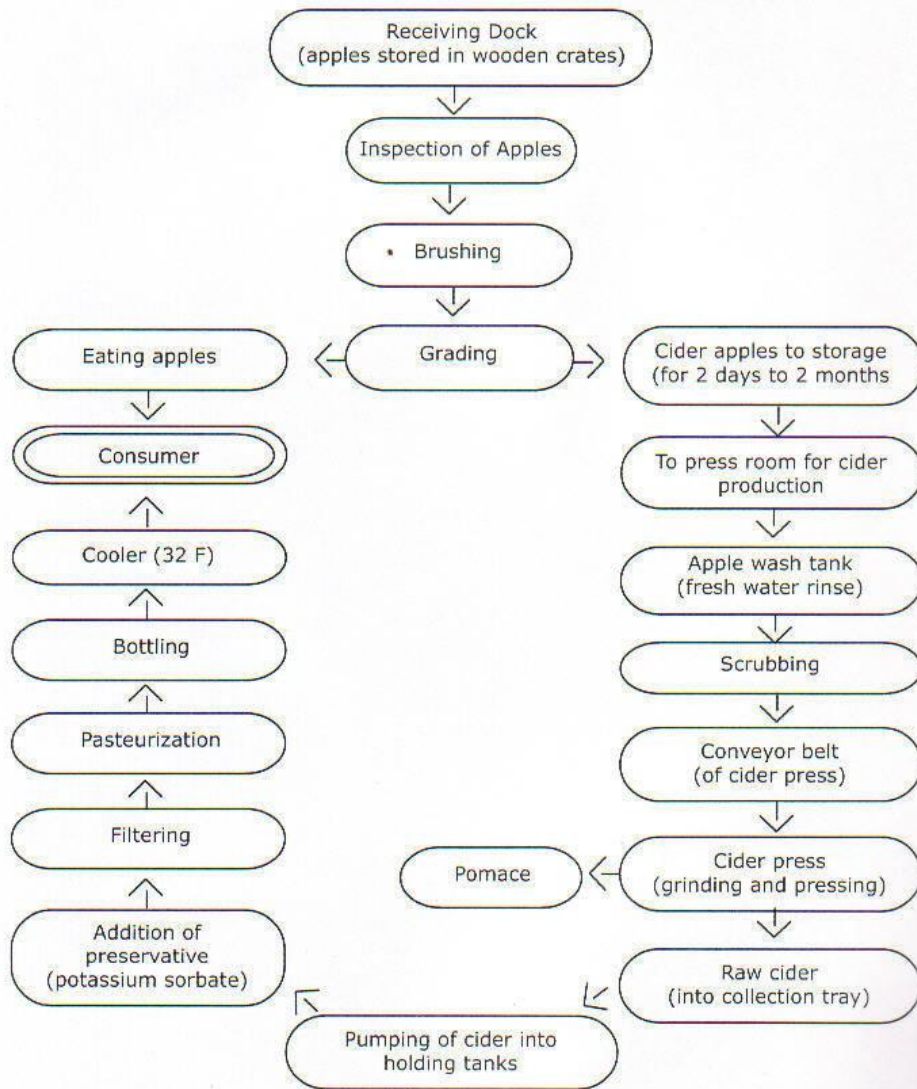 Receiving Dock
(apples stored in wooden crates)
Inspection of Apples
Brushing
Grading
Eating apples
Consumer
Cider apples to storage
(for 2 days to 2 months
To press room for cider
production
Apple wash tank
(fresh water rinse)
Scrubbing
Conveyor belt
(of cider press)
Cider press
(grinding and pressing)
Pomace
Raw cider
(into collection tray)
Pumping of cider into
holding tanks
Addition of
preservative
(potassium sorbate)
Filtering
Pasteurization
Bottling
Cooler (32 F)